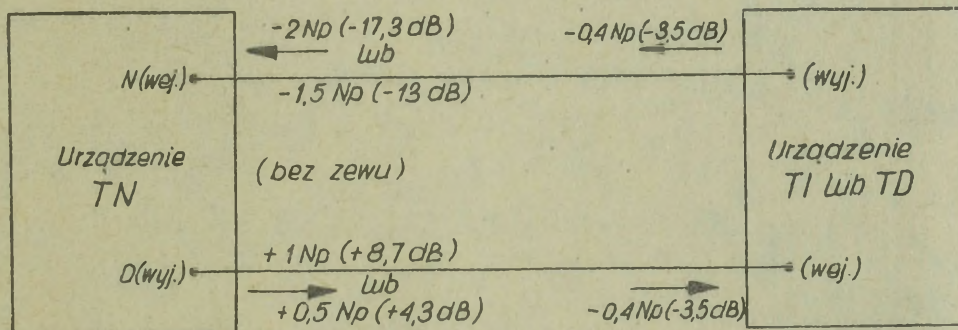 -2 Np (-17,3 dB)
lub
-1,5 Np (-13 dB)
-0,4 Np (-3,5 dB)
N(wej.)
(wyj.)
Urządzenie
TN
(bez zewu)
Urządzenie
TI lub TD
+1 Np (+8,7 dB)
lub
+0,5 Np (+4,3 dB)
D(wyj.)
(wej.)
-0,4 Np (-3,5 dB)